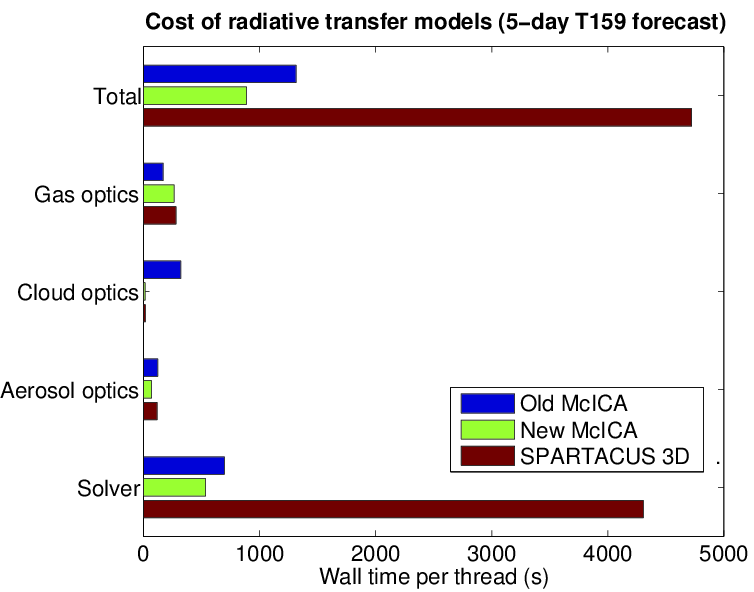 Cost of radiative transfer models (5−day T159 forecast)
Total
Gas optics
Cloud optics
Aerosol optics
Solver
Old McICA
New McICA
SPARTACUS 3D
.
0 1000 2000 3000 4000 5000
Wall time per thread (s)